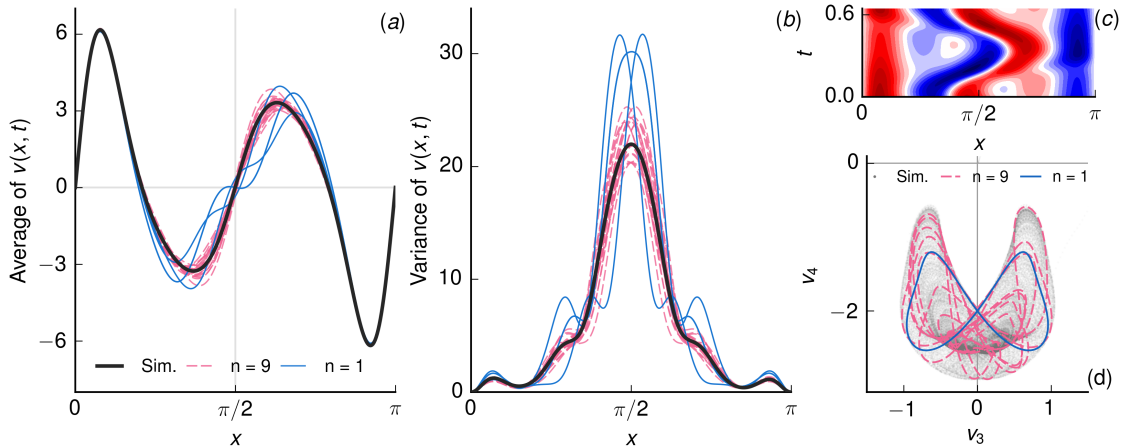 (a)
Average of v(x, t)
6
3
0
−3
−6
Sim. n = 9 n = 1
0 π/2 π
x
(b)
Variance of v(x, t)
30
20
10
0
0 π/2 π
x
(c)
t
0.6
0.0
0 π/2 π
x
0
Sim. n = 9 n = 1
v4
−2
(d)
−1 0 1
v3